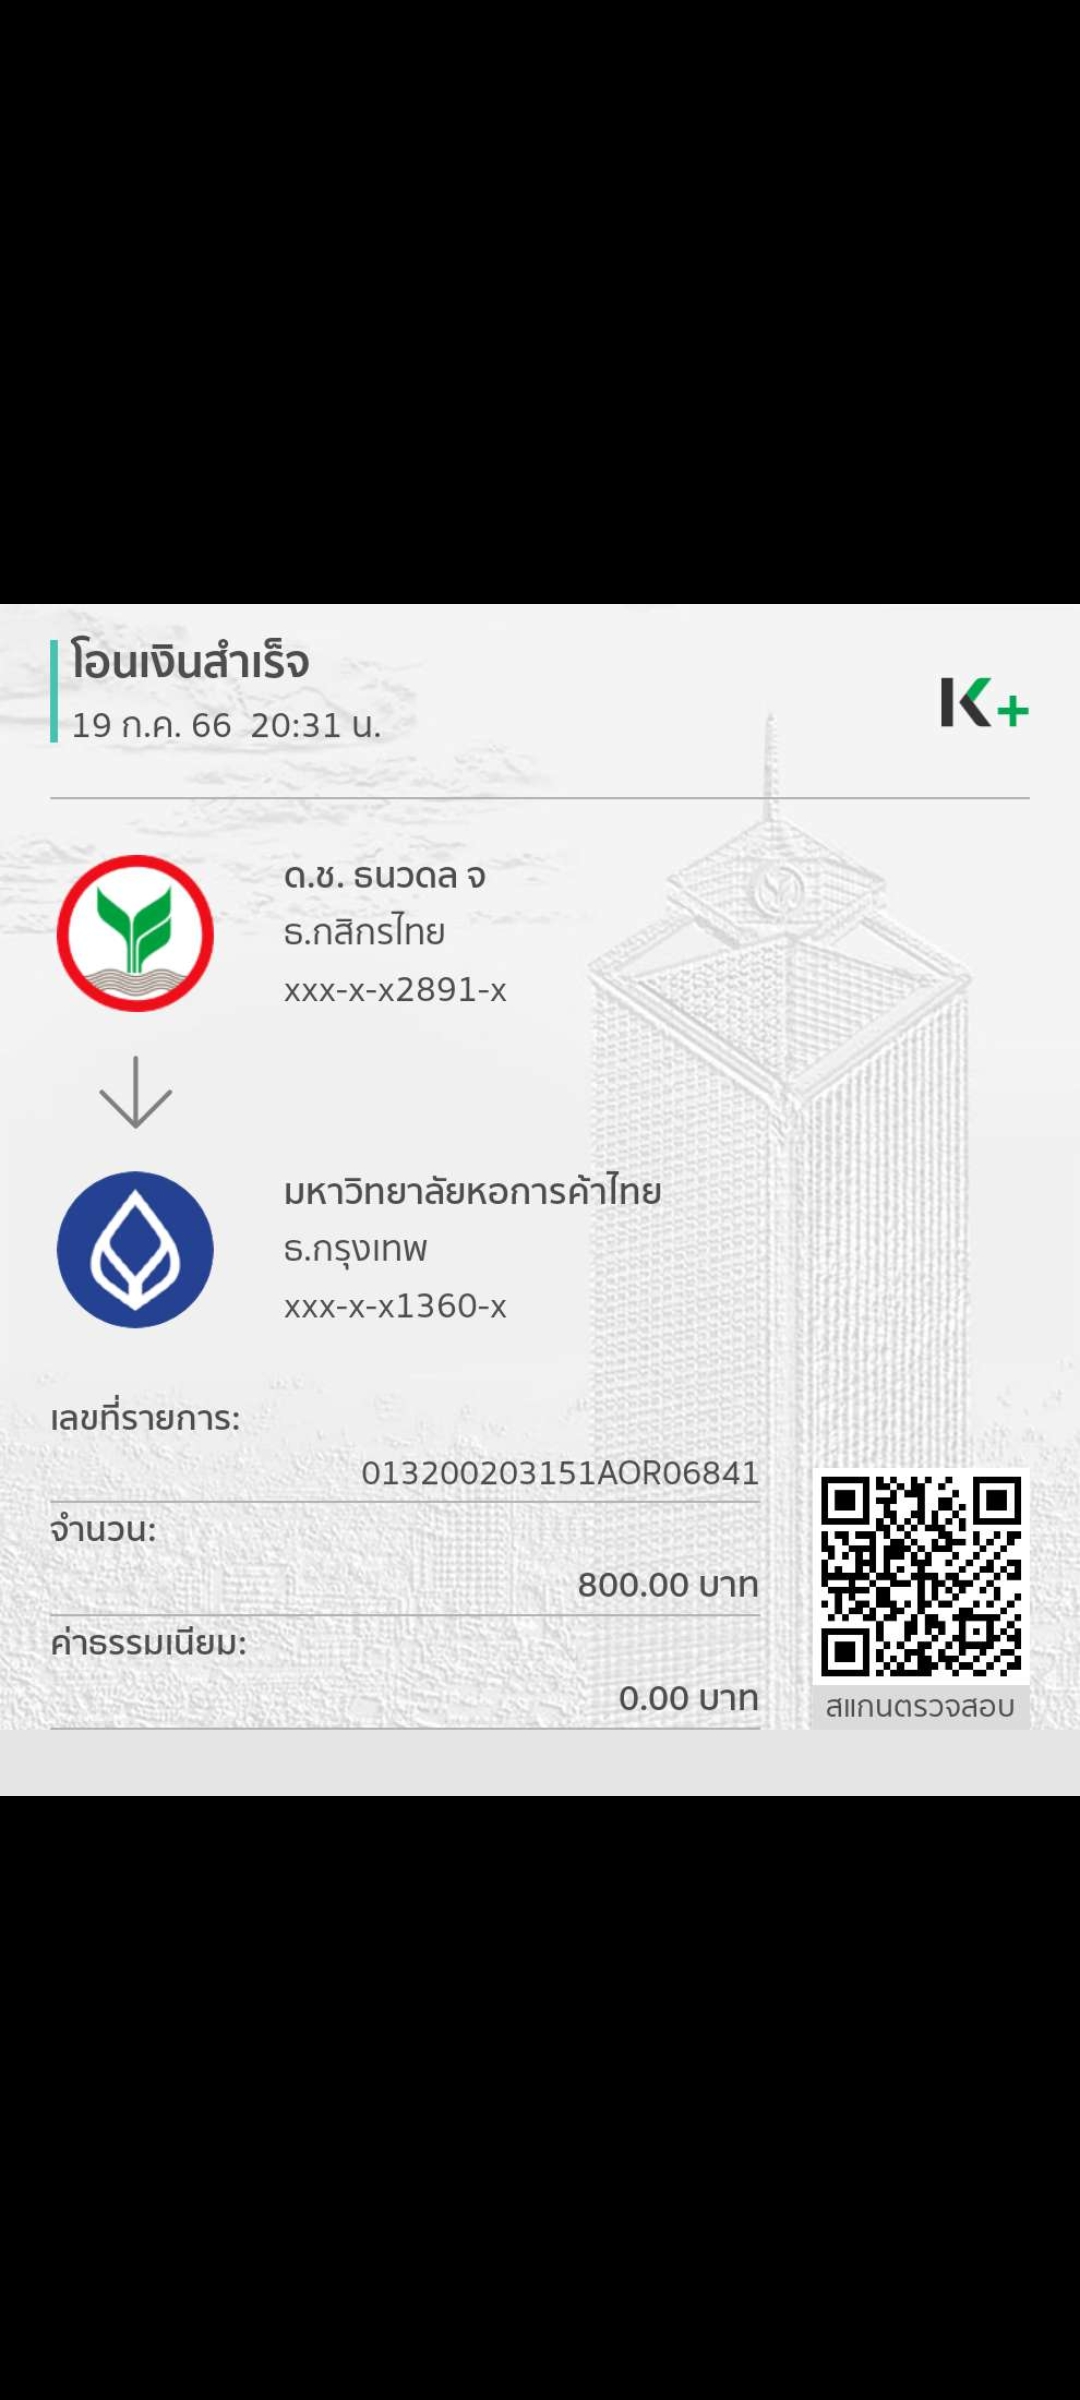 โอนเงินสำเร็จ
19 ก.ค. 66  20:31 น.
K+
ด.ช. ธนวดล จ
ธ.กสิกรไทย
xxx-x-x2891-x
มหาวิทยาลัยหอการค้าไทย
ธ.กรุงเทพ
xxx-x-x1360-x
เลขที่รายการ:
013200203151AOR06841
จำนวน:
800.00 บาท
ค่าธรรมเนียม:
0.00 บาท
สแกนตรวจสอบ